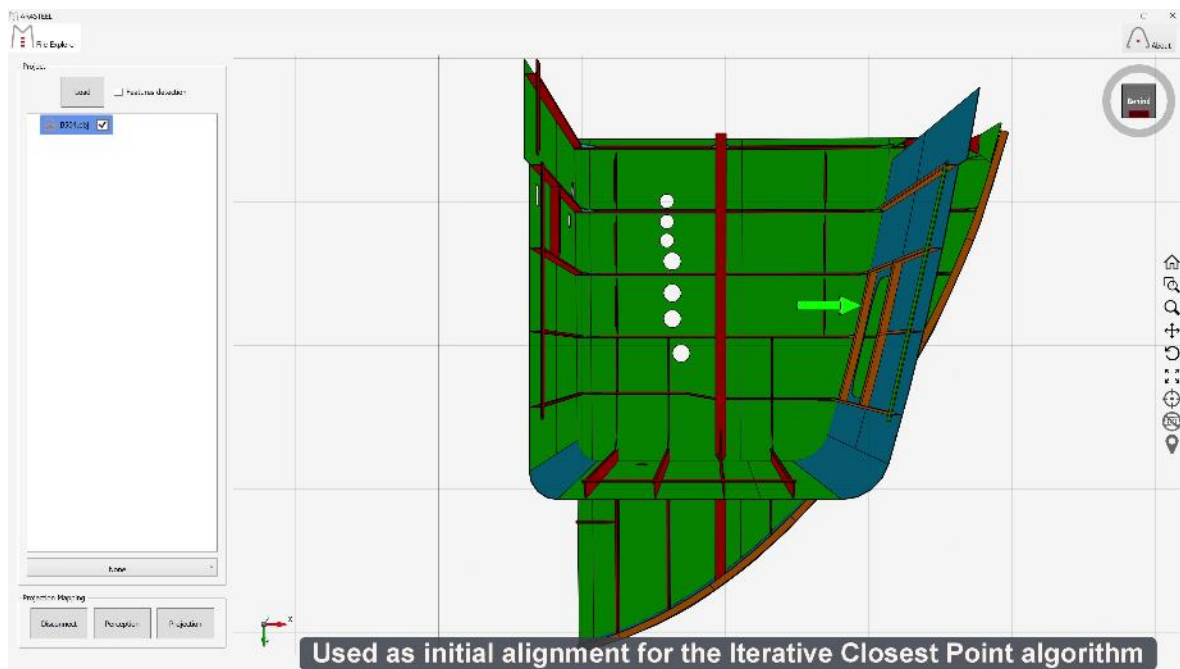 ARASTEEL
File Explorer
About
Project
Load
Features detection
Behind
None
Projection Mapping
Disconnect
Perception
Projection
X
Used as initial alignment for the Iterative Closest Point algorithm